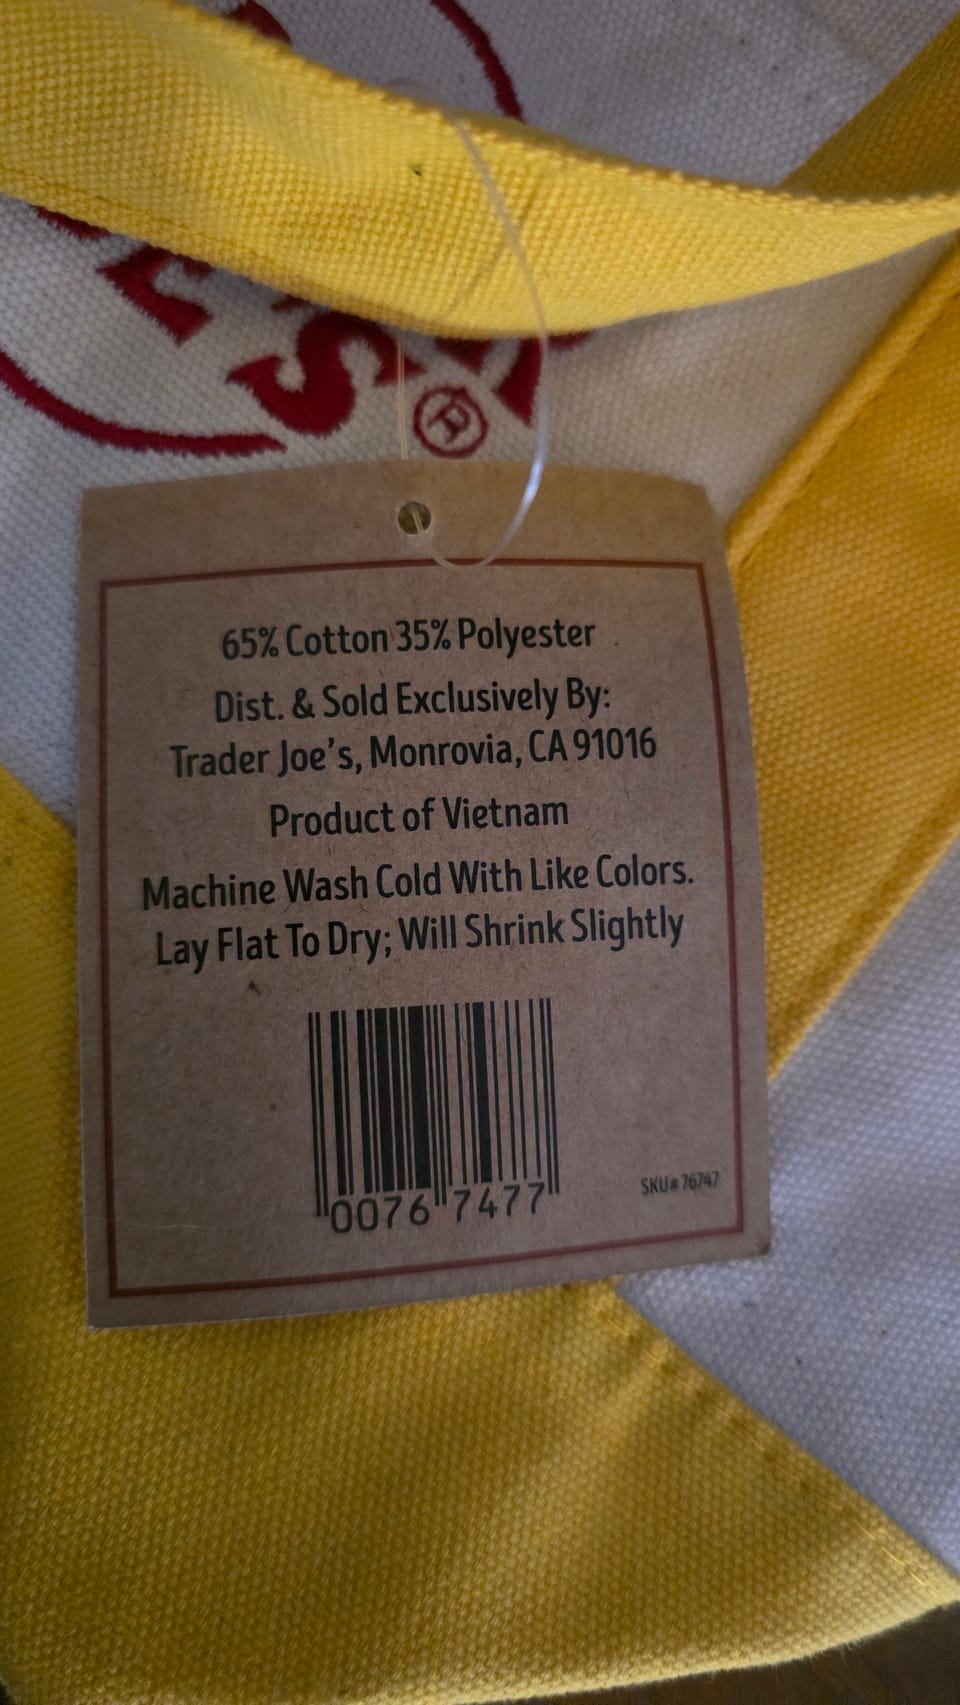 S
®
65% Cotton 35% Polyester
Dist. & Sold Exclusively By:
Trader Joe's, Monrovia, CA 91016
Product of Vietnam
Machine Wash Cold With Like Colors.
Lay Flat To Dry; Will Shrink Slightly
SKU# 76747
0076 7477